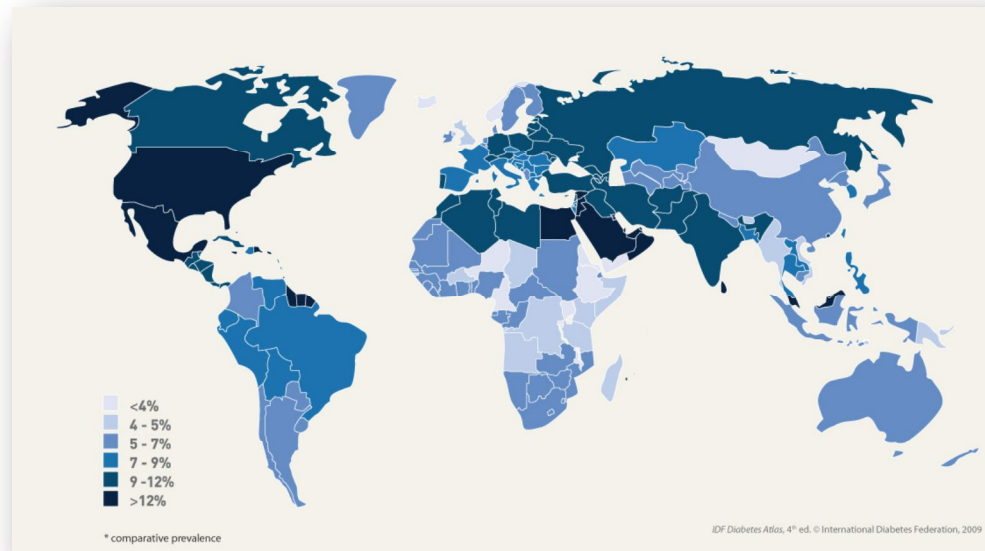 <4%
4 - 5%
5 - 7%
7 - 9%
9 -12%
>12%
* comparative prevalence
IDF Diabetes Atlas, 4th ed. © International Diabetes Federation, 2009